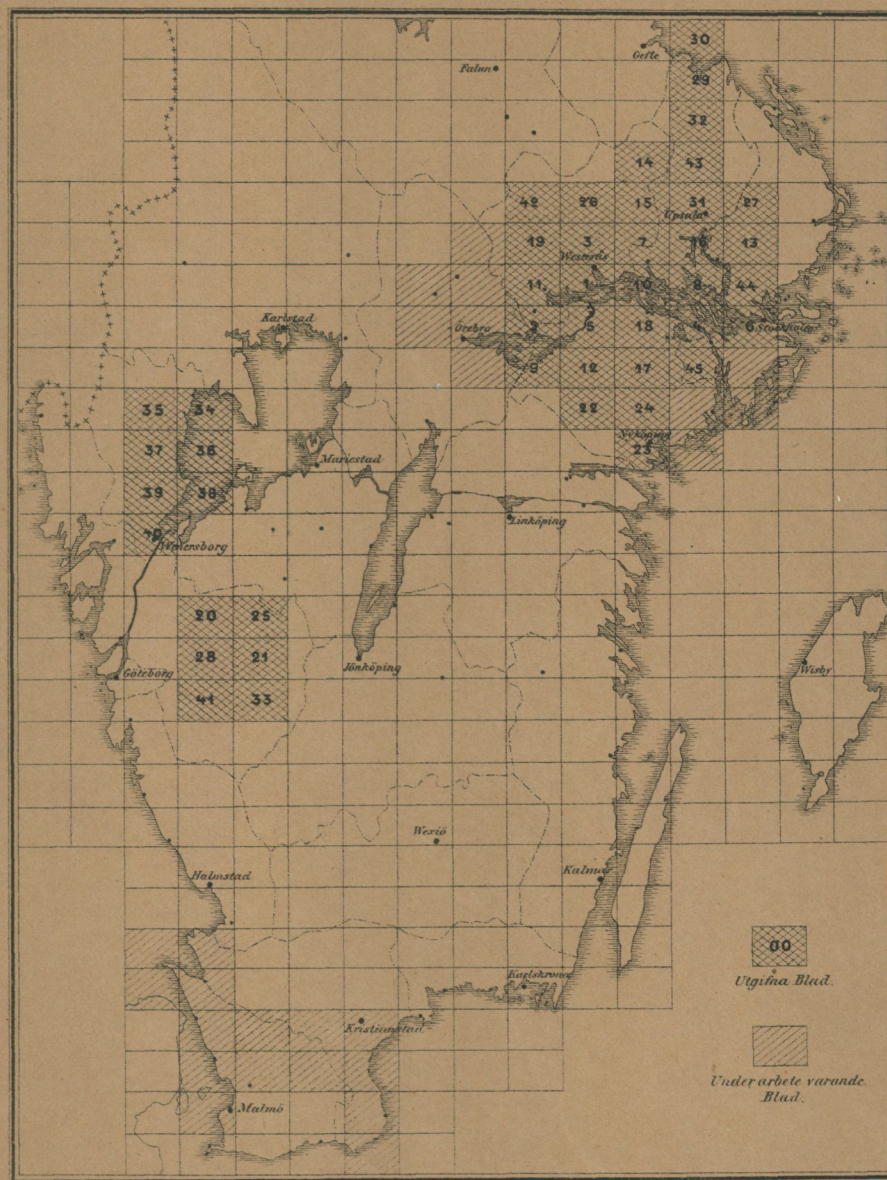 30
Gefle
Falun
29
32
14 43
42 26 15 31 27
Upsala
19 3 7 16 13
Westerås
11 1 10 8 44
Karlstad
Örebro
2 5 18 4 6 Stockholm
9 12 17 45
35 34
22 24
37 36
Nyköping
23
Mariestad
39 38
Linköping
40
Wenersborg
20 25
28 21
Jönköping
Wisby
Göteborg
41 33
Wexiö
Kalmar
Halmstad
00
Utgifna Blad.
Karlskrona
Kristianstad
Under arbete varande
Blad.
Malmö